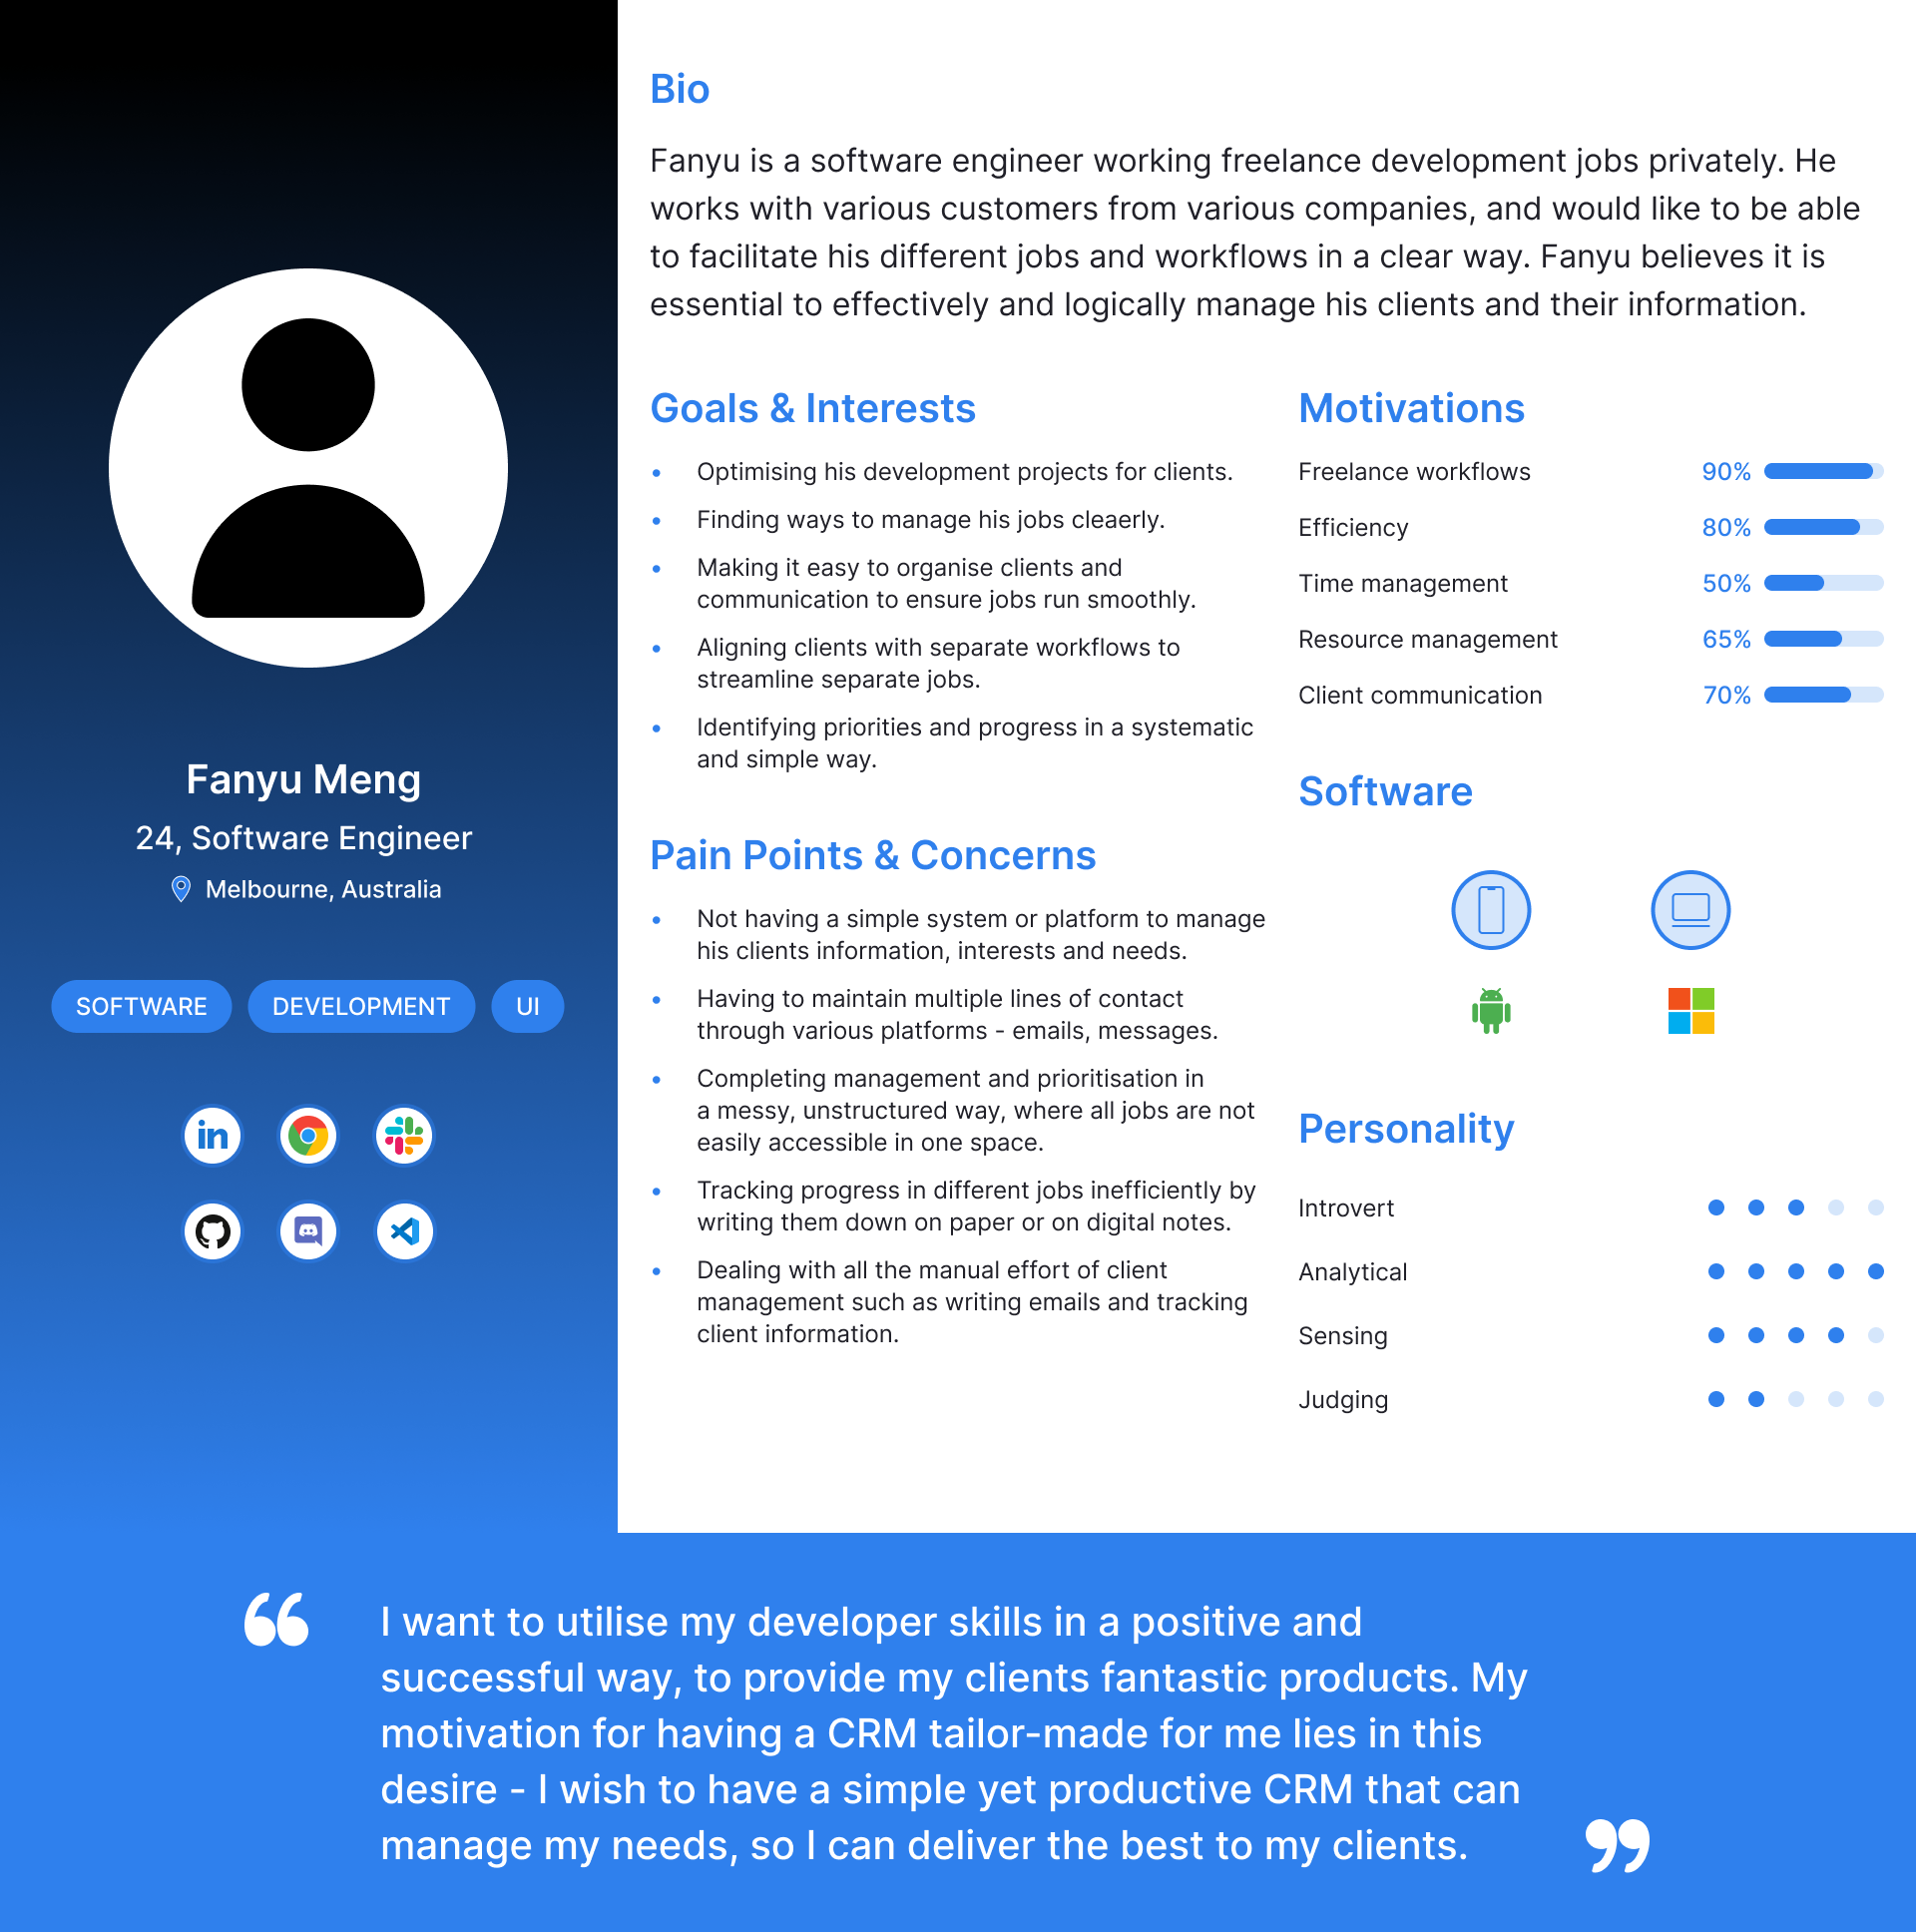 Fanyu Meng
24, Software Engineer
Melbourne, Australia
SOFTWARE DEVELOPMENT UI
in
Bio
Fanyu is a software engineer working freelance development jobs privately. He
works with various customers from various companies, and would like to be able
to facilitate his different jobs and workflows in a clear way. Fanyu believes it is
essential to effectively and logically manage his clients and their information.
Goals & Interests
• Optimising his development projects for clients.
• Finding ways to manage his jobs cleaerly.
• Making it easy to organise clients and
communication to ensure jobs run smoothly.
• Aligning clients with separate workflows to
streamline separate jobs.
• Identifying priorities and progress in a systematic
and simple way.
Pain Points & Concerns
• Not having a simple system or platform to manage
his clients information, interests and needs.
• Having to maintain multiple lines of contact
through various platforms - emails, messages.
• Completing management and prioritisation in
a messy, unstructured way, where all jobs are not
easily accessible in one space.
• Tracking progress in different jobs inefficiently by
writing them down on paper or on digital notes.
• Dealing with all the manual effort of client
management such as writing emails and tracking
client information.
Motivations
Freelance workflows 90%
Efficiency 80%
Time management 50%
Resource management 65%
Client communication 70%
Software
Personality
Introvert
Analytical
Sensing
Judging
“ I want to utilise my developer skills in a positive and
successful way, to provide my clients fantastic products. My
motivation for having a CRM tailor-made for me lies in this
desire - I wish to have a simple yet productive CRM that can
manage my needs, so I can deliver the best to my clients. ”